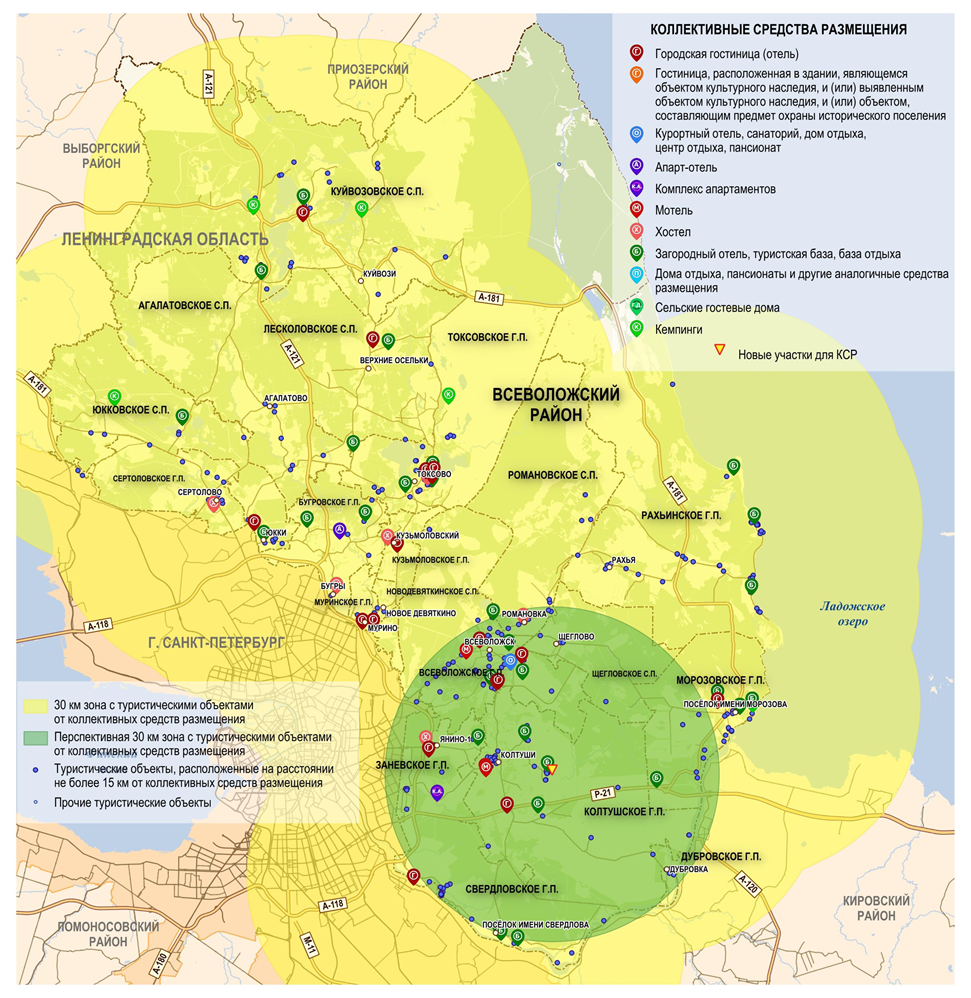 КОЛЛЕКТИВНЫЕ СРЕДСТВА РАЗМЕЩЕНИЯ
Г Городская гостиница (отель)
Г Гостиница, расположенная в здании, являемся
объектом культурного наследия, и (или) выявленным
объектом культурного наследия, и (или) объектом,
составляющим предмет охраны исторического поселения
О Курортный отель, санаторий, дом отдыха,
центр отдыха, пансионат
А Апарт-отель
К.А. Комплекс апартаментов
М Мотель
Х Хостел
Б Загородный отель, туристская база, база отдыха
П Дома отдыха, пансионаты и другие аналогичные средства
размещения
Г.Д. Сельские гостевые дома
К Кемпинги
Новые участки для КСР
А-121
ПРИОЗЕРСКИЙ
РАЙОН
ВЫБОРГСКИЙ
РАЙОН
КУЙВОЗОВСКОЕ С.П.
ЛЕНИНГРАДСКАЯ ОБЛАСТЬ
КУЙВОЗИ
А-181
АГАЛАТОВСКОЕ С.П.
ЛЕСКОЛОВСКОЕ С.П.
ТОКСОВСКОЕ Г.П.
А-121
ВЕРХНИЕ ОСЕЛЬКИ
А-181
ВСЕВОЛОЖСКИЙ
РАЙОН
АГАЛАТОВО
ЮККОВСКОЕ С.П.
ТОКСОВО
РОМАНОВСКОЕ С.П.
СЕРТОЛОВСКОЕ Г.П.
СЕРТОЛОВО
А-181
БУГРОВСКОЕ Г.П.
РАХЬИНСКОЕ Г.П.
ЮККИ
КУЗЬМОЛОВСКИЙ
КУЗЬМОЛОВСКОЕ Г.П.
РАХЬЯ
БУГРЫ
НОВОДЕВЯТКИНСКОЕ С.П.
МУРИНСКОЕ Г.П.
НОВОЕ ДЕВЯТКИНО
Ладожское
озеро
РОМАНОВКА
А-118
МУРИНО
Г. САНКТ-ПЕТЕРБУРГ
ВСЕВОЛОЖСК
ЩЕГЛОВО
ВСЕВОЛОЖСКОЕ Г.П.
ЩЕГЛОВСКОЕ С.П.
МОРОЗОВСКОЕ Г.П.
ПОСЁЛОК ИМЕНИ МОРОЗОВА
30 км зона с туристическими объектами
от коллективных средств размещения
Перспективная 30 км зона с туристическими объектами
от коллективных средств размещения
Туристические объекты, расположенные на расстоянии
не более 15 км от коллективных средств размещения
Прочие туристические объекты
ЯНИНО-1
КОЛТУШИ
ЗАНЕВСКОЕ Г.П.
Р-21
КОЛТУШСКОЕ Г.П.
ДУБРОВСКОЕ Г.П.
ДУБРОВКА
А-120
СВЕРДЛОВСКОЕ Г.П.
А-118
КИРОВСКИЙ
РАЙОН
ПОСЁЛОК ИМЕНИ СВЕРДЛОВА
ЛОМОНОСОВСКИЙ
РАЙОН
М-11
А-180